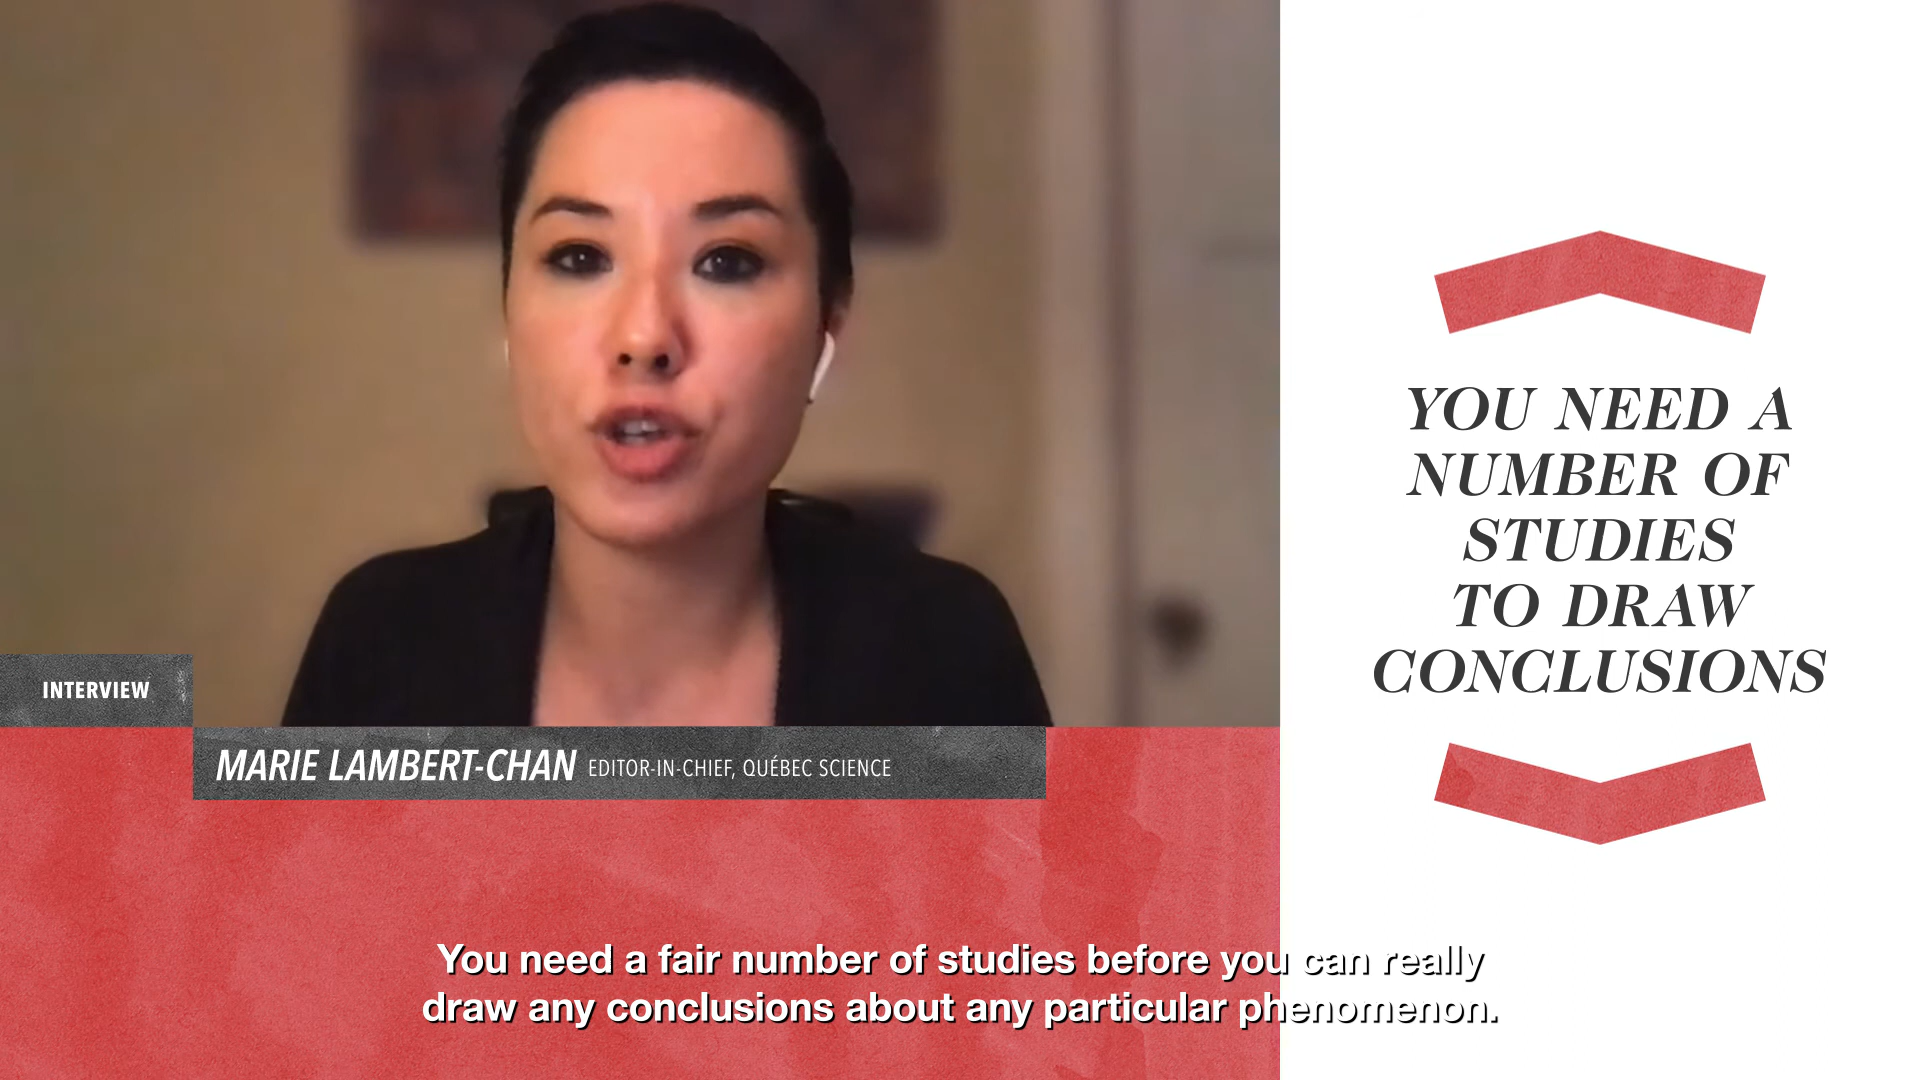 YOU NEED A
NUMBER OF
STUDIES
TO DRAW
CONCLUSIONS
INTERVIEW
MARIE LAMBERT-CHAN EDITOR-IN-CHIEF, QUÉBEC SCIENCE
You need a fair number of studies before you can really
draw any conclusions about any particular phenomenon.